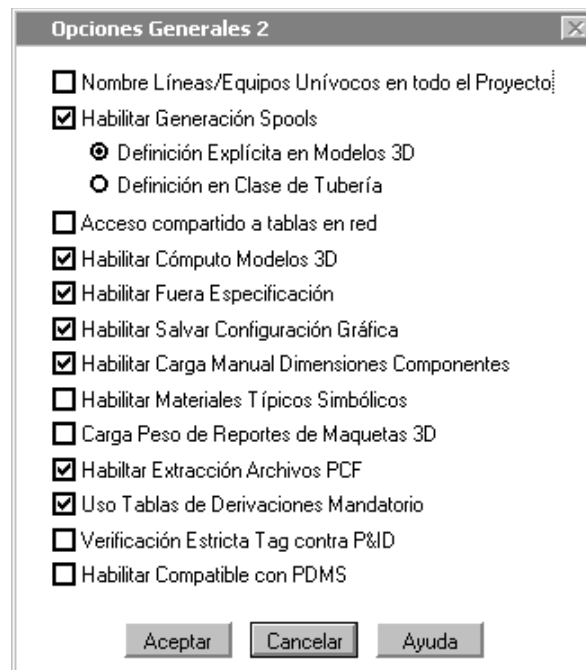 Opciones Generales 2
Nombre Líneas/Equipos Unívocos en todo el Proyecto
Habilitar Generación Spools
Definición Explícita en Modelos 3D
Definición en Clase de Tubería
Acceso compartido a tablas en red
Habilitar Cómputo Modelos 3D
Habilitar Fuera Especificación
Habilitar Salvar Configuración Gráfica
Habilitar Carga Manual Dimensiones Componentes
Habilitar Materiales Típicos Simbólicos
Carga Peso de Reportes de Maquetas 3D
Habiltar Extracción Archivos PCF
Uso Tablas de Derivaciones Mandatorio
Verificación Estricta Tag contra P&ID
Habilitar Compatible con PDMS
Aceptar Cancelar Ayuda